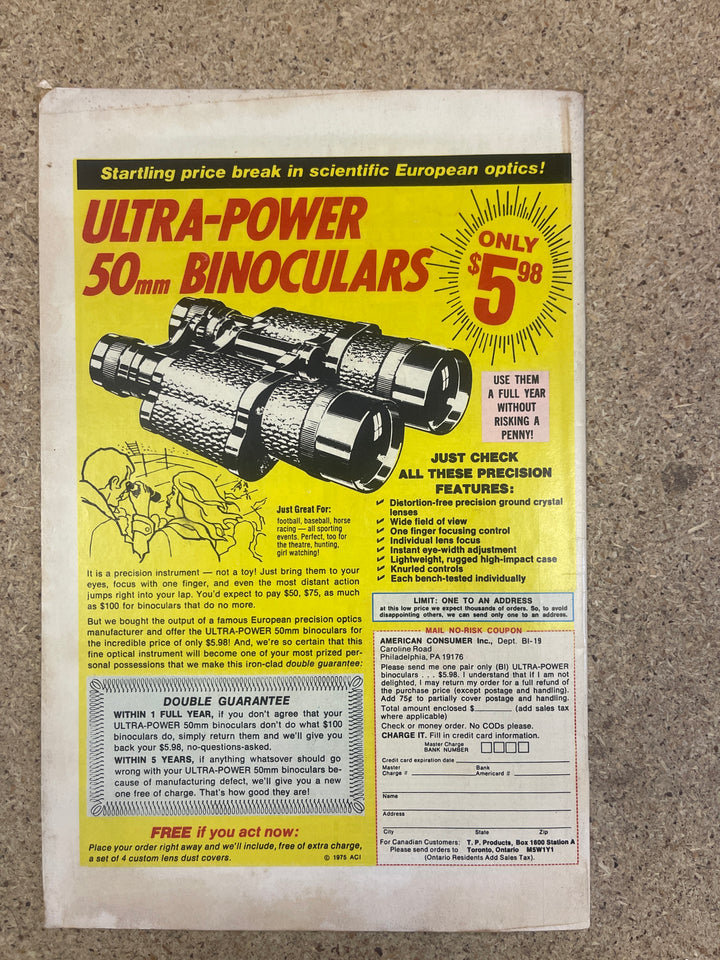 Startling price break in scientific European optics!
ULTRA-POWER
50mm BINOCULARS
ONLY
$5.98
USE THEM
A FULL YEAR
WITHOUT
RISKING A
PENNY!
JUST CHECK
ALL THESE PRECISION
FEATURES:
✔ Distortion-free precision ground crystal
lenses
✔ Wide field of view
✔ One finger focusing control
✔ Individual lens focus
✔ Instant eye-width adjustment
✔ Lightweight, rugged high-impact case
✔ Knurled controls
✔ Each bench-tested individually
Just Great For:
football, baseball, horse
racing — all sporting
events. Perfect, too for
the theatre, hunting,
girl watching!
It is a precision instrument — not a toy! Just bring them to your
eyes, focus with one finger, and even the most distant action
jumps right into your lap. You'd expect to pay $50, $75, as much
as $100 for binoculars that do no more.
But we bought the output of a famous European precision optics
manufacturer and offer the ULTRA-POWER 50mm binoculars for
the incredible price of only $5.98! And, we're so certain that this
fine optical instrument will become one of your most prized per-
sonal possessions that we make this iron-clad double guarantee:
DOUBLE GUARANTEE
WITHIN 1 FULL YEAR, if you don't agree that your
ULTRA-POWER 50mm binoculars don't do what $100
binoculars do, simply return them and we'll give you
back your $5.98, no-questions-asked.
WITHIN 5 YEARS, if anything whatsover should go
wrong with your ULTRA-POWER 50mm binoculars be-
cause of manufacturing defect, we'll give you a new
one free of charge. That's how good they are!
FREE if you act now:
Place your order right away and we'll include, free of extra charge,
a set of 4 custom lens dust covers.
© 1975 ACI
LIMIT: ONE TO AN ADDRESS
at this low price we expect thousands of orders. So, to avoid
disappointing others, we can send only one to an address.
MAIL NO-RISK COUPON
AMERICAN CONSUMER Inc., Dept. BI-19
Caroline Road
Philadelphia, PA 19176
Please send me one pair only (BI) ULTRA-POWER
binoculars . . . $5.98. I understand that if I am not
delighted, I may return my order for a full refund of
the purchase price (except postage and handling).
Add 75¢ to partially cover postage and handling.
Total amount enclosed $ (add sales tax
where applicable)
Check or money order. No CODs please.
CHARGE IT. Fill in credit card information.
Master Charge
BANK NUMBER
Credit card expiration date
Master Bank
Charge # Americard #
Name
Address
City State Zip
For Canadian Customers: T. P. Products, Box 1600 Station A
Please send orders to Toronto, Ontario M5W1Y1
(Ontario Residents Add Sales Tax).